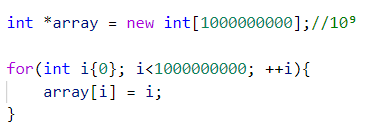 int *array = new int[1000000000];//10⁹
for(int i{0}; i<1000000000; ++i){
    array[i] = i;
}